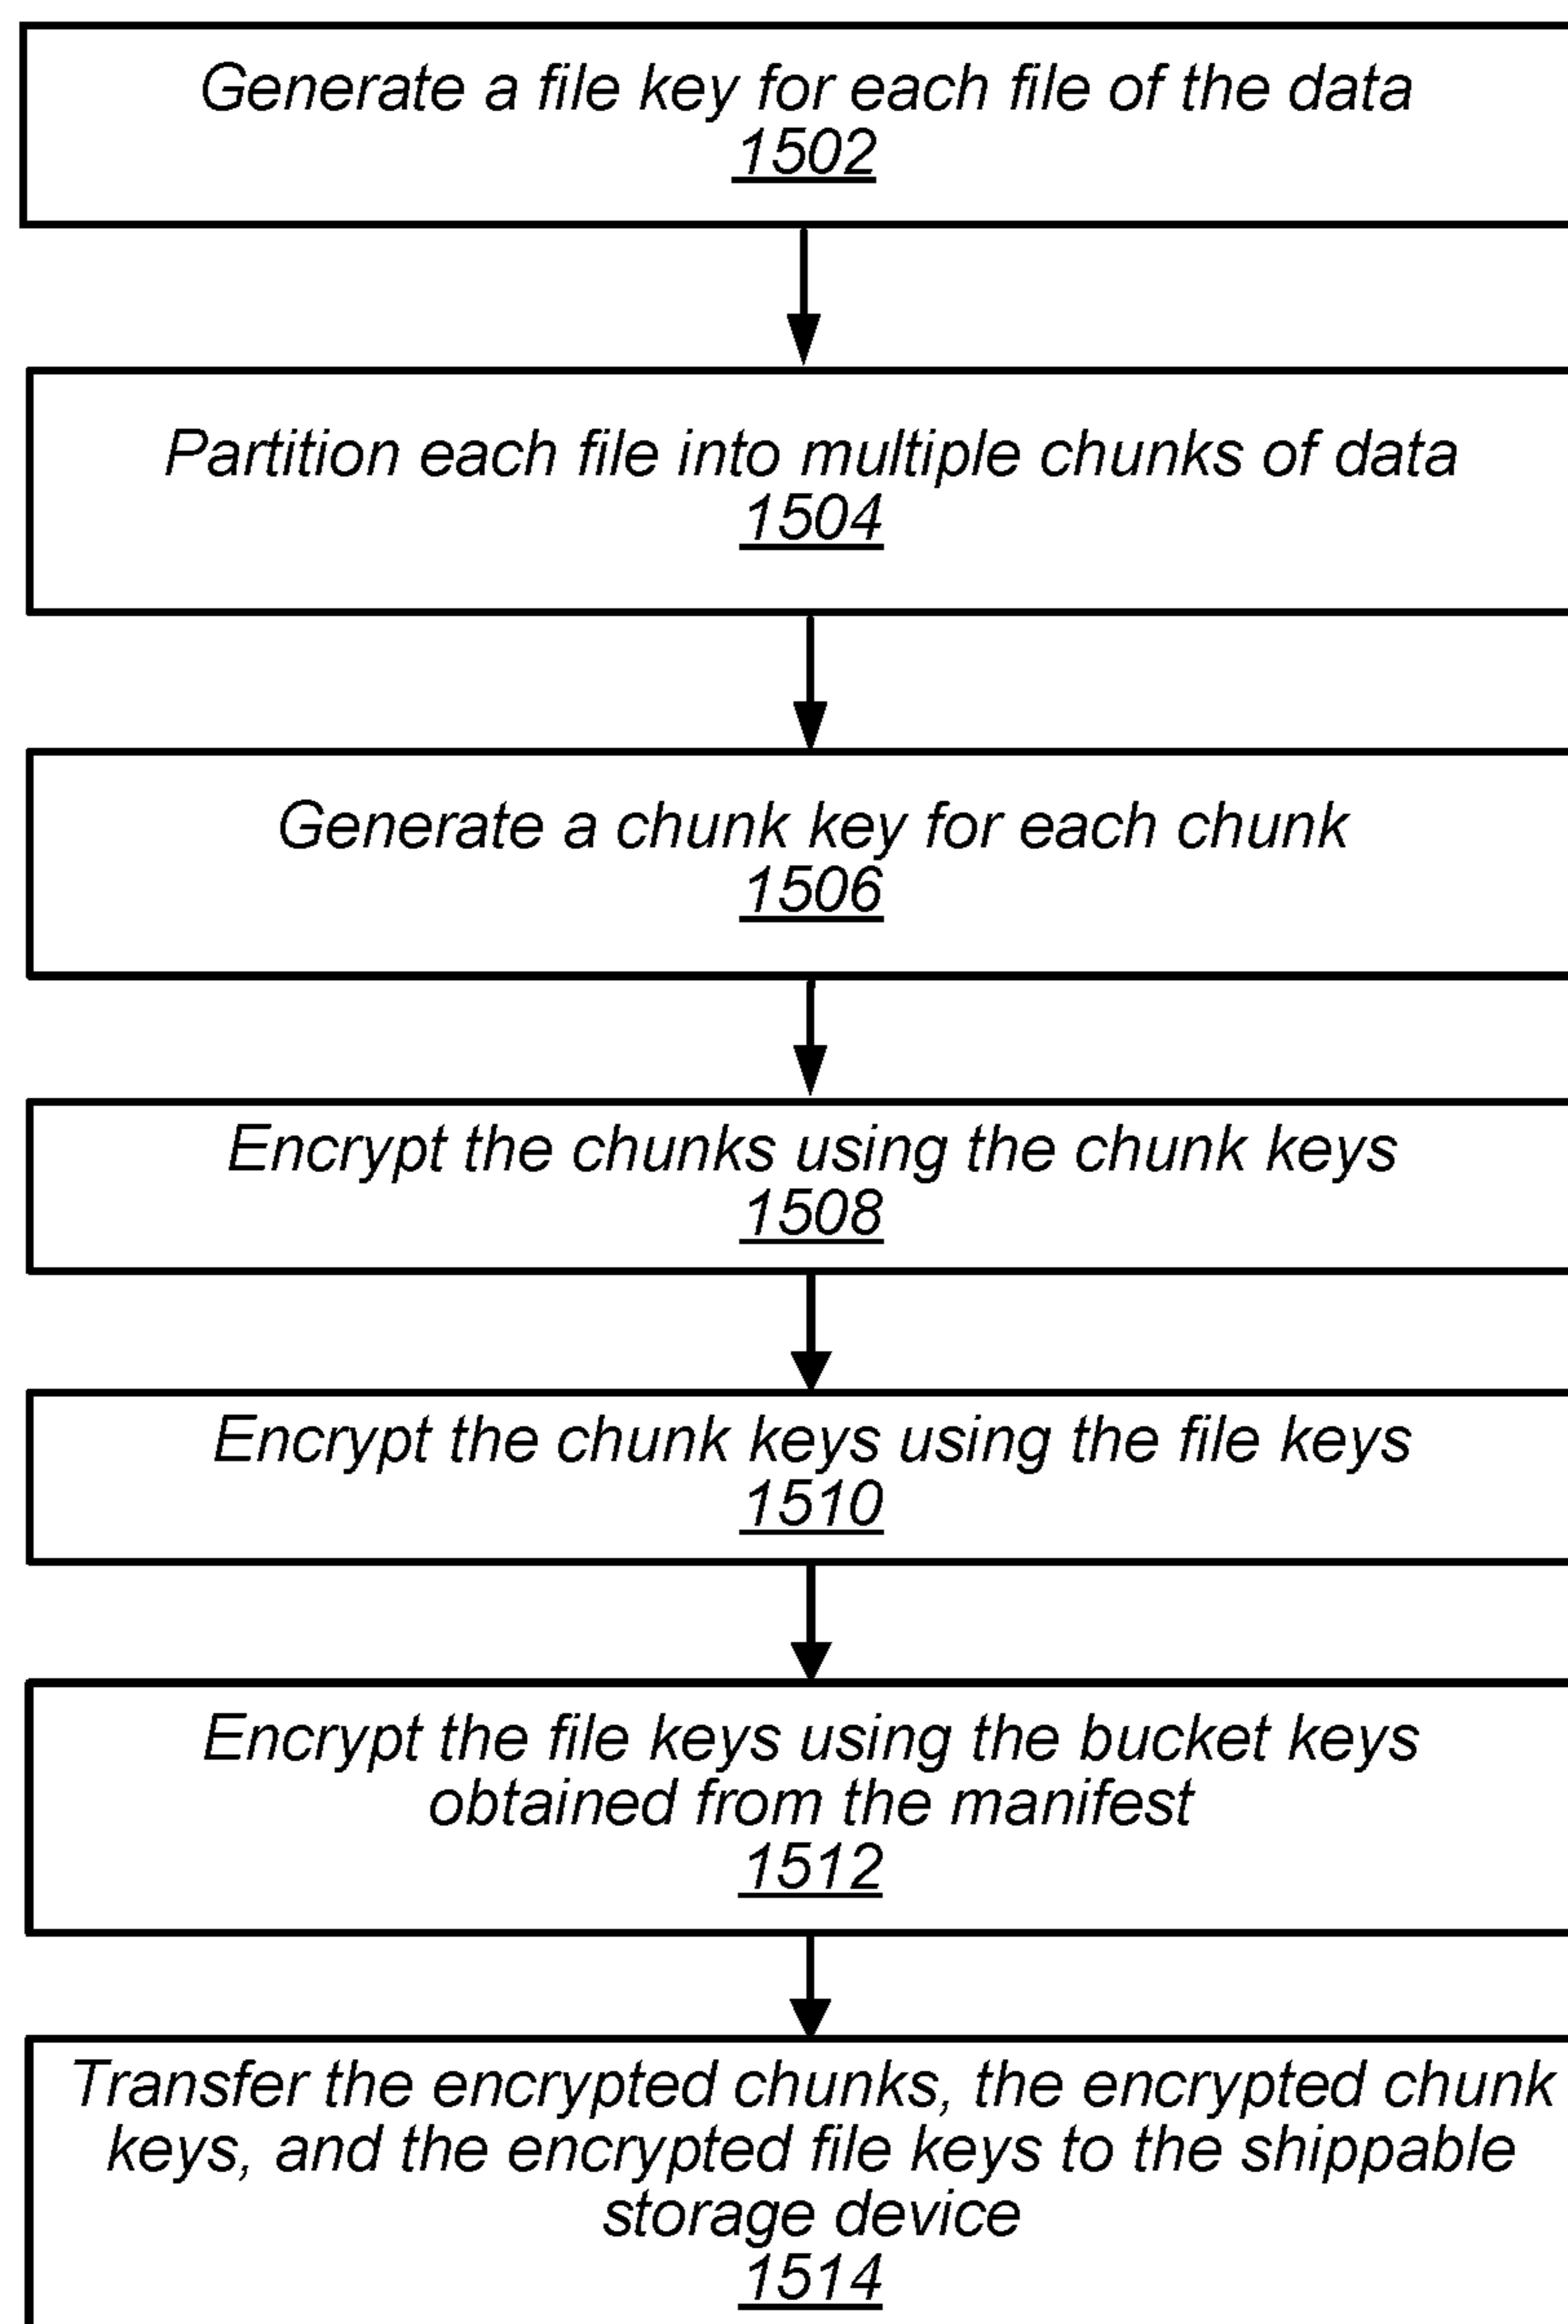 Generate a file key for each file of the data
1502
Partition each file into multiple chunks of data
1504
Generate a chunk key for each chunk
1506
Encrypt the chunks using the chunk keys
1508
Encrypt the chunk keys using the file keys
1510
Encrypt the file keys using the bucket keys
obtained from the manifest
1512
Transfer the encrypted chunks, the encrypted chunk
keys, and the encrypted file keys to the shippable
storage device
1514